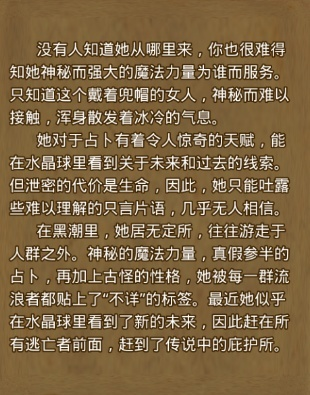 没有人知道她从哪里来，你也很难得
知她神秘而强大的魔法力量为谁而服务。
只知道这个戴着兜帽的女人，神秘而难以
接触，浑身散发着冰冷的气息。
她对于占卜有着令人惊奇的天赋，能
在水晶球里看到关于未来和过去的线索。
但泄密的代价是生命，因此，她只能吐露
些难以理解的只言片语，几乎无人相信。
在黑潮里，她居无定所，往往游走于
人群之外。神秘的魔法力量，真假参半的
占卜，再加上古怪的性格，她被每一群流
浪者都贴上了“不详”的标签。最近她似乎
在水晶球里看到了新的未来，因此赶在所
有逃亡者前面，赶到了传说中的庇护所。